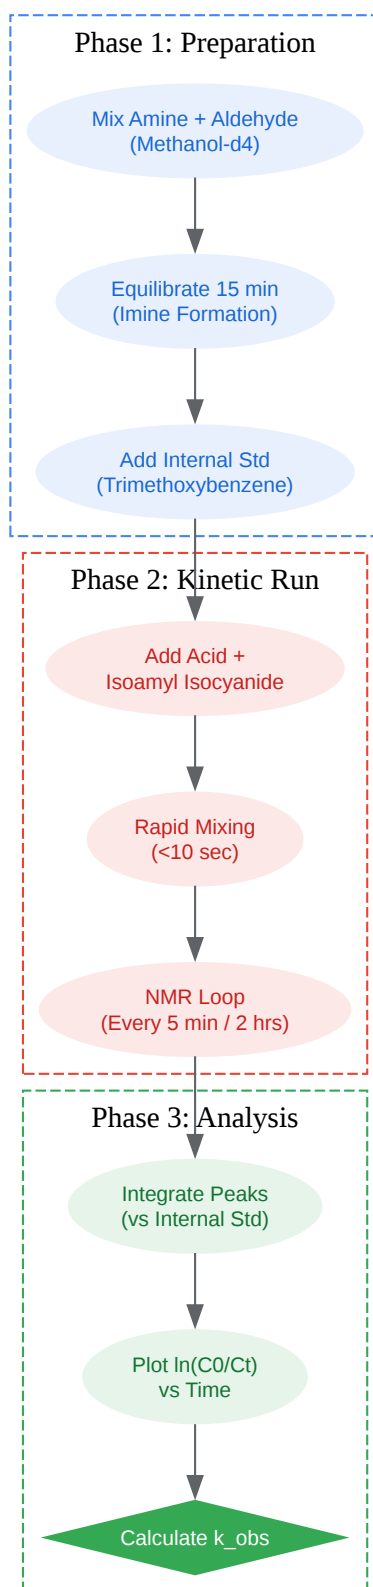 Phase 1: Preparation
Mix Amine + Aldehyde
(Methanol-d4)
Equilibrate 15 min
(Imine Formation)
Add Internal Std
(Trimethoxybenzene)
Phase 2: Kinetic Run
Add Acid +
Isoamyl Isocyanide
Rapid Mixing
(<10 sec)
NMR Loop
(Every 5 min / 2 hrs)
Phase 3: Analysis
Integrate Peaks
(vs Internal Std)
Plot ln(C0/Ct)
vs Time
Calculate k_obs